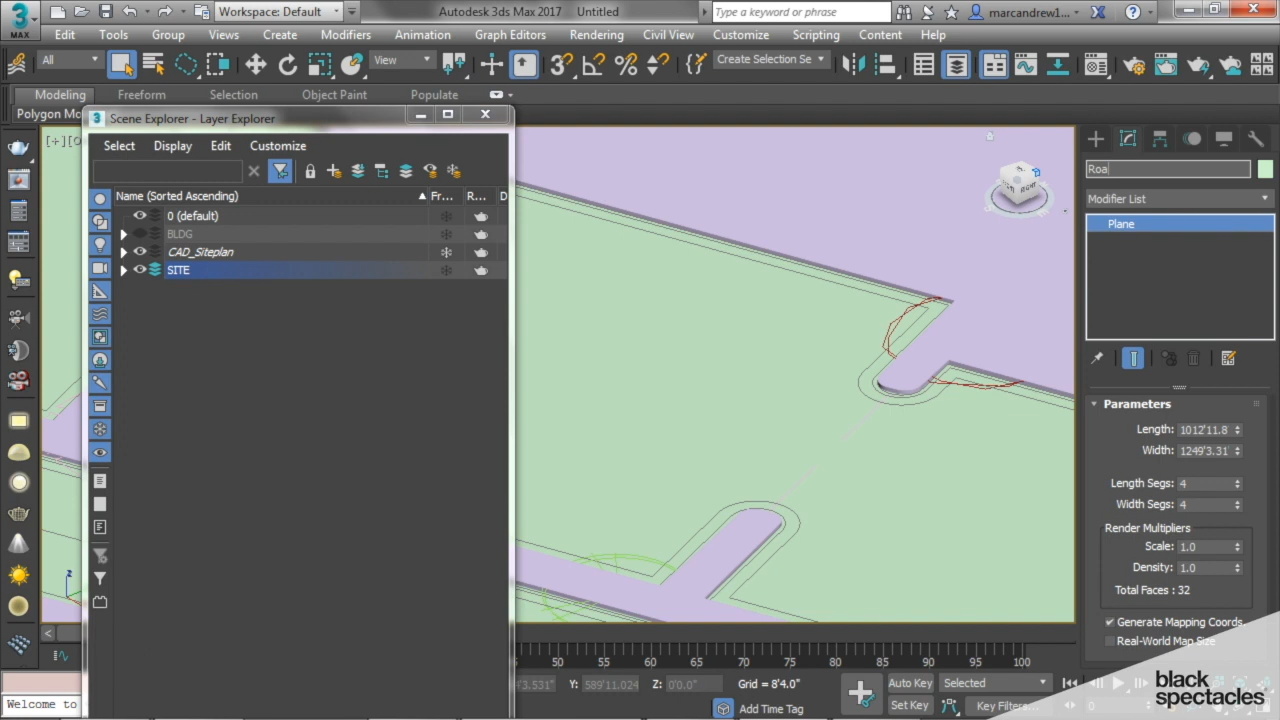 3
MAX
Workspace: Default
Autodesk 3ds Max 2017
Untitled
Type a keyword or phrase
marcandrew1...
Edit Tools Group Views Create Modifiers Animation Graph Editors Rendering Civil View Customize Scripting Content Help
All
View
Create Selection Se
Modeling Freeform Selection Object Paint Populate
Polygon Mo
3 Scene Explorer - Layer Explorer
Select Display Edit Customize
Name (Sorted Ascending) Fr... R... D
0 (default)
BLDG
CAD_Siteplan
SITE
[+][O
RIGHT
Z
Roa
Modifier List
Plane
Parameters
Length: 1012'11.8
Width: 1249'3.31'
Length Segs: 4
Width Segs: 4
Render Multipliers
Scale: 1.0
Density: 1.0
Total Faces : 32
Generate Mapping Coords.
Real-World Map Size
50 55 60 65 70 75 80 85 90 95 100
Y: 589'11.024 Z: 0'0.0" Grid = 8'4.0"
Add Time Tag
Auto Key Selected
Set Key Key Filters...
0
Welcome to
black
spectacles